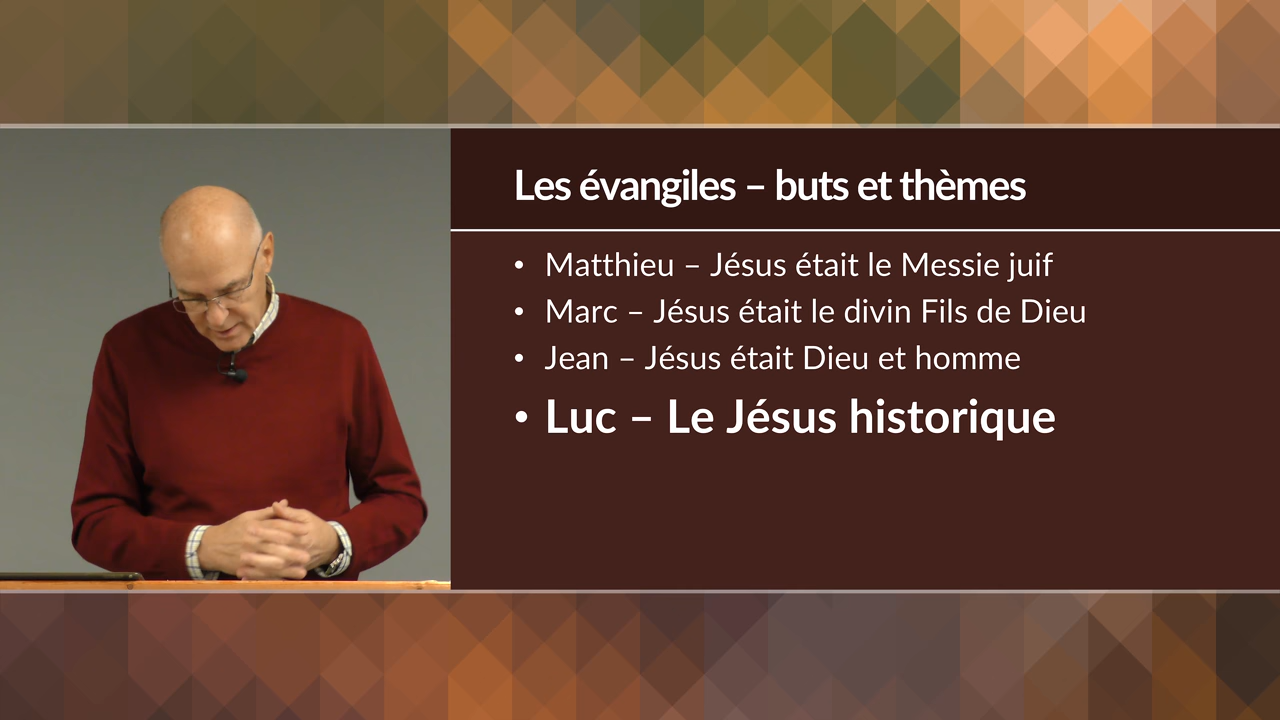 Les évangiles – buts et thèmes
• Matthieu – Jésus était le Messie juif
• Marc – Jésus était le divin Fils de Dieu
• Jean – Jésus était Dieu et homme
• Luc – Le Jésus historique